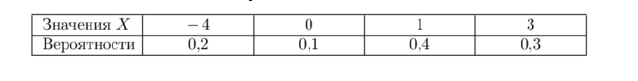 Значения X − 4 0 1 3
Вероятности 0,2 0,1 0,4 0,3